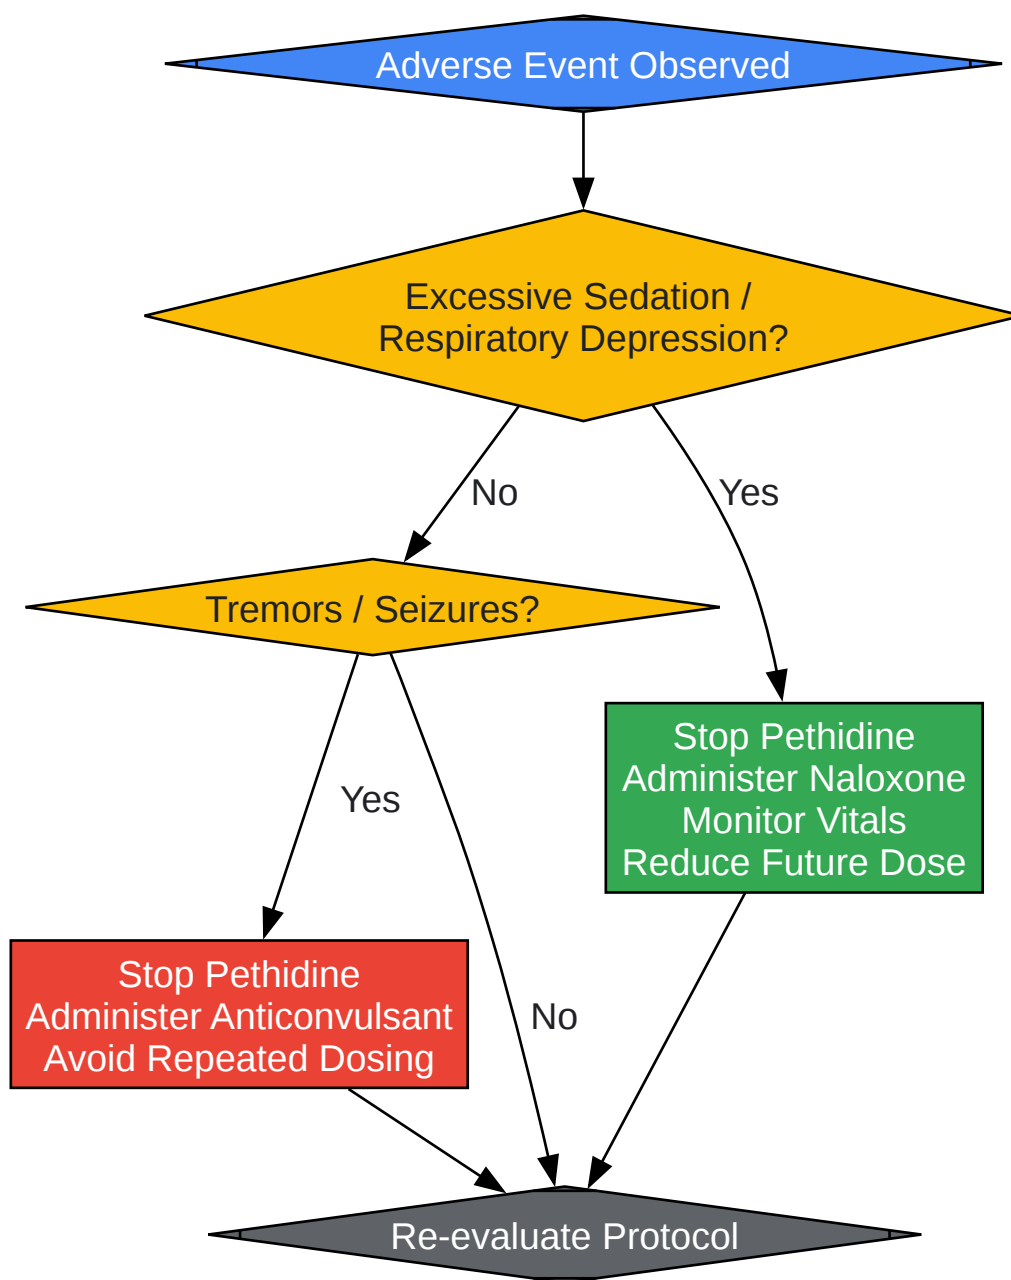 Adverse Event Observed
Excessive Sedation /
Respiratory Depression?
No
Yes
Tremors / Seizures?
Stop Pethidine
Administer Naloxone
Monitor Vitals
Reduce Future Dose
Yes
Stop Pethidine
Administer Anticonvulsant
Avoid Repeated Dosing
No
Re-evaluate Protocol